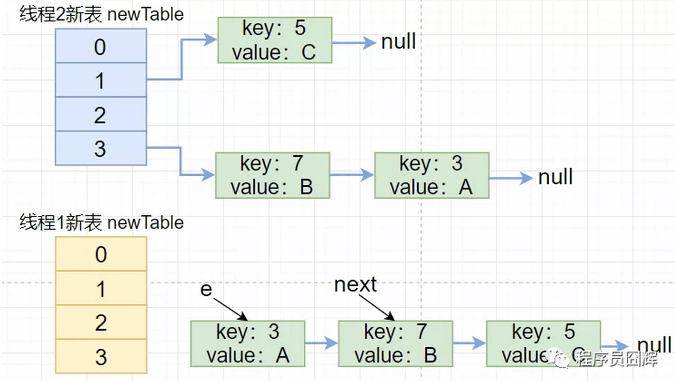 线程2新表 newTable
0
1
2
3
key: 5
value: C
null
key: 7
value: B
key: 3
value: A
null
线程1新表 newTable
0
1
2
3
e
next
key: 3
value: A
key: 7
value: B
key: 5
value: C
null
程序员囧辉